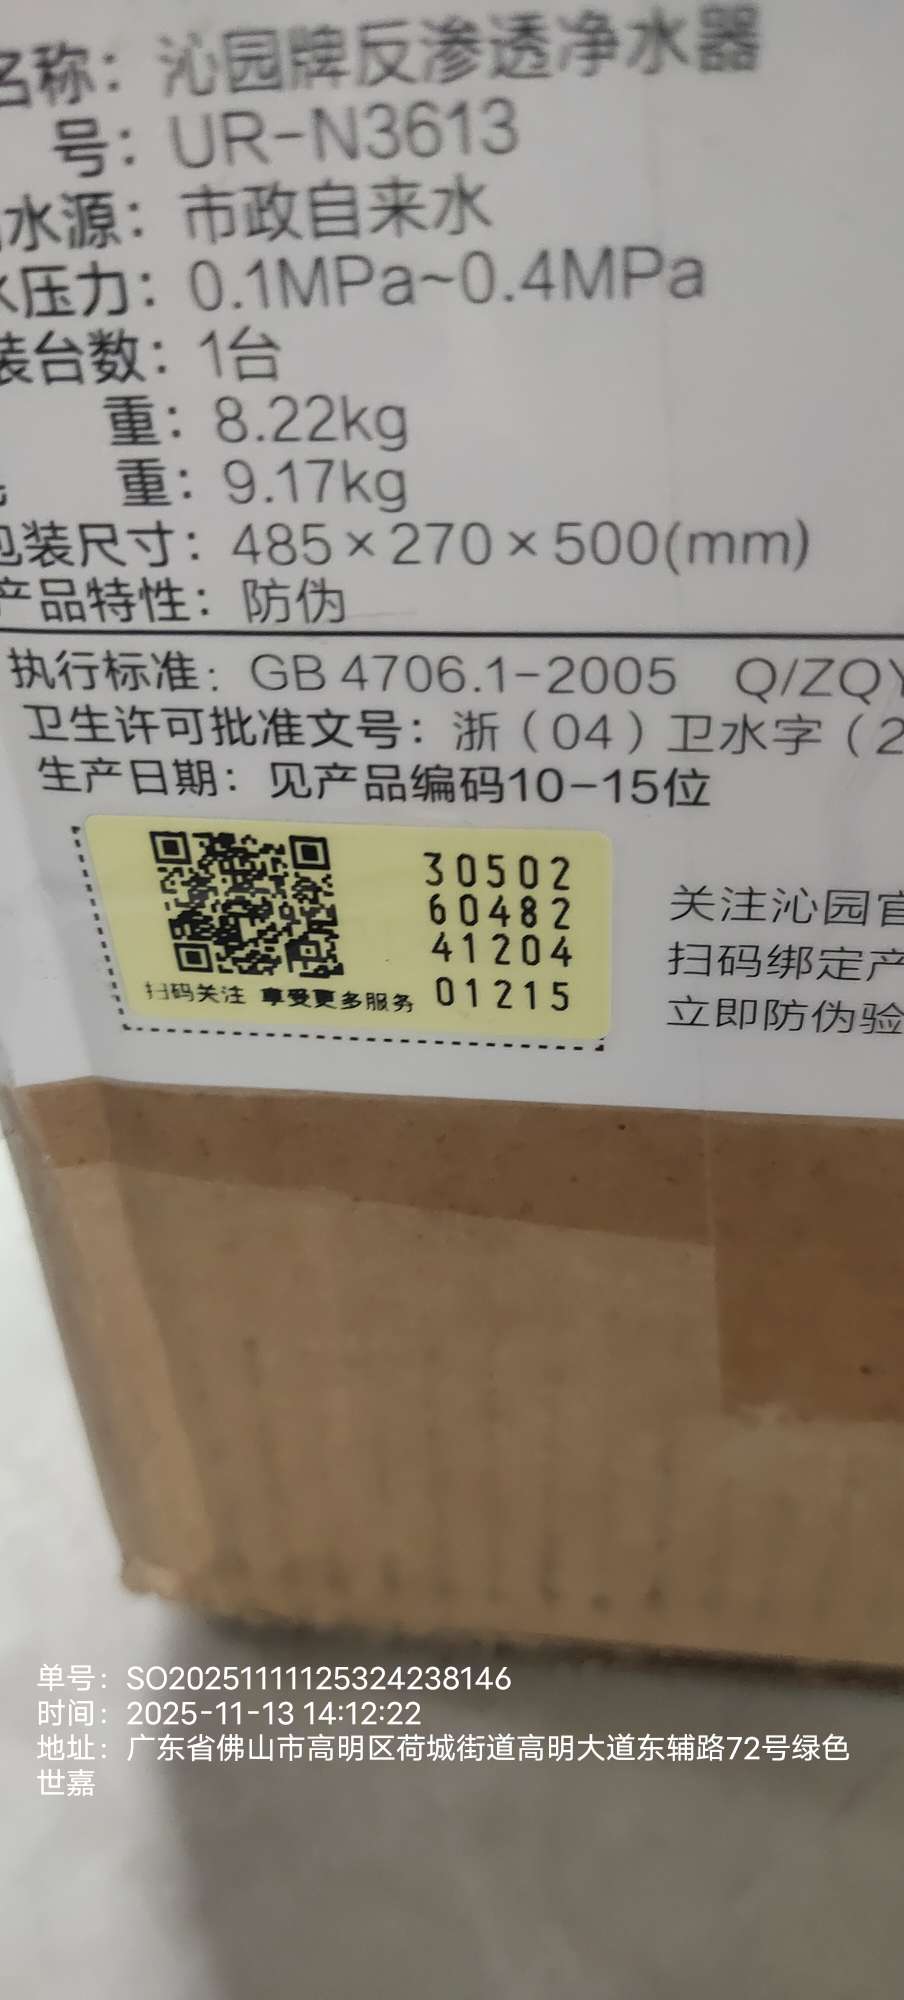 名称：沁园牌反渗透净水器
号：UR-N3613
水源：市政自来水
水压力：0.1MPa~0.4MPa
装台数：1台
重：8.22kg
重：9.17kg
包装尺寸：485×270×500(mm)
产品特性：防伪
执行标准：GB 4706.1-2005 Q/ZQY
卫生许可批准文号：浙（04）卫水字（2
生产日期：见产品编码10-15位
30502
60482
41204
01215
扫码关注 享受更多服务
关注沁园官
扫码绑定产
立即防伪验
单号：SO20251111125324238146
时间：2025-11-13 14:12:22
地址：广东省佛山市高明区荷城街道高明大道东辅路72号绿色
世嘉